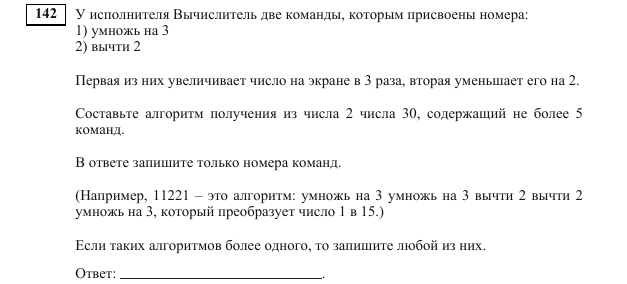 142 У исполнителя Вычислитель две команды, которым присвоены номера:
1) умножь на 3
2) вычти 2
Первая из них увеличивает число на экране в 3 раза, вторая уменьшает его на 2.
Составьте алгоритм получения из числа 2 числа 30, содержащий не более 5
команд.
В ответе запишите только номера команд.
(Например, 11221 – это алгоритм: умножь на 3 умножь на 3 вычти 2 вычти 2
умножь на 3, который преобразует число 1 в 15.)
Если таких алгоритмов более одного, то запишите любой из них.
Ответ: ____________________.